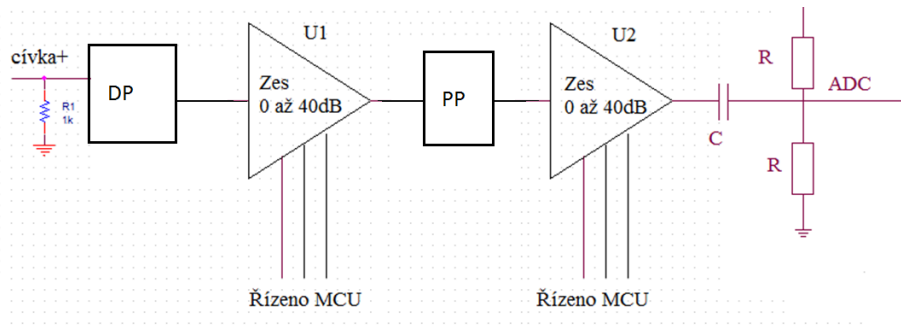 cívka+
R1
1k
DP
U1
Zes
0 až 40dB
Řízeno MCU
PP
U2
Zes
0 až 40dB
Řízeno MCU
C
R
ADC
R